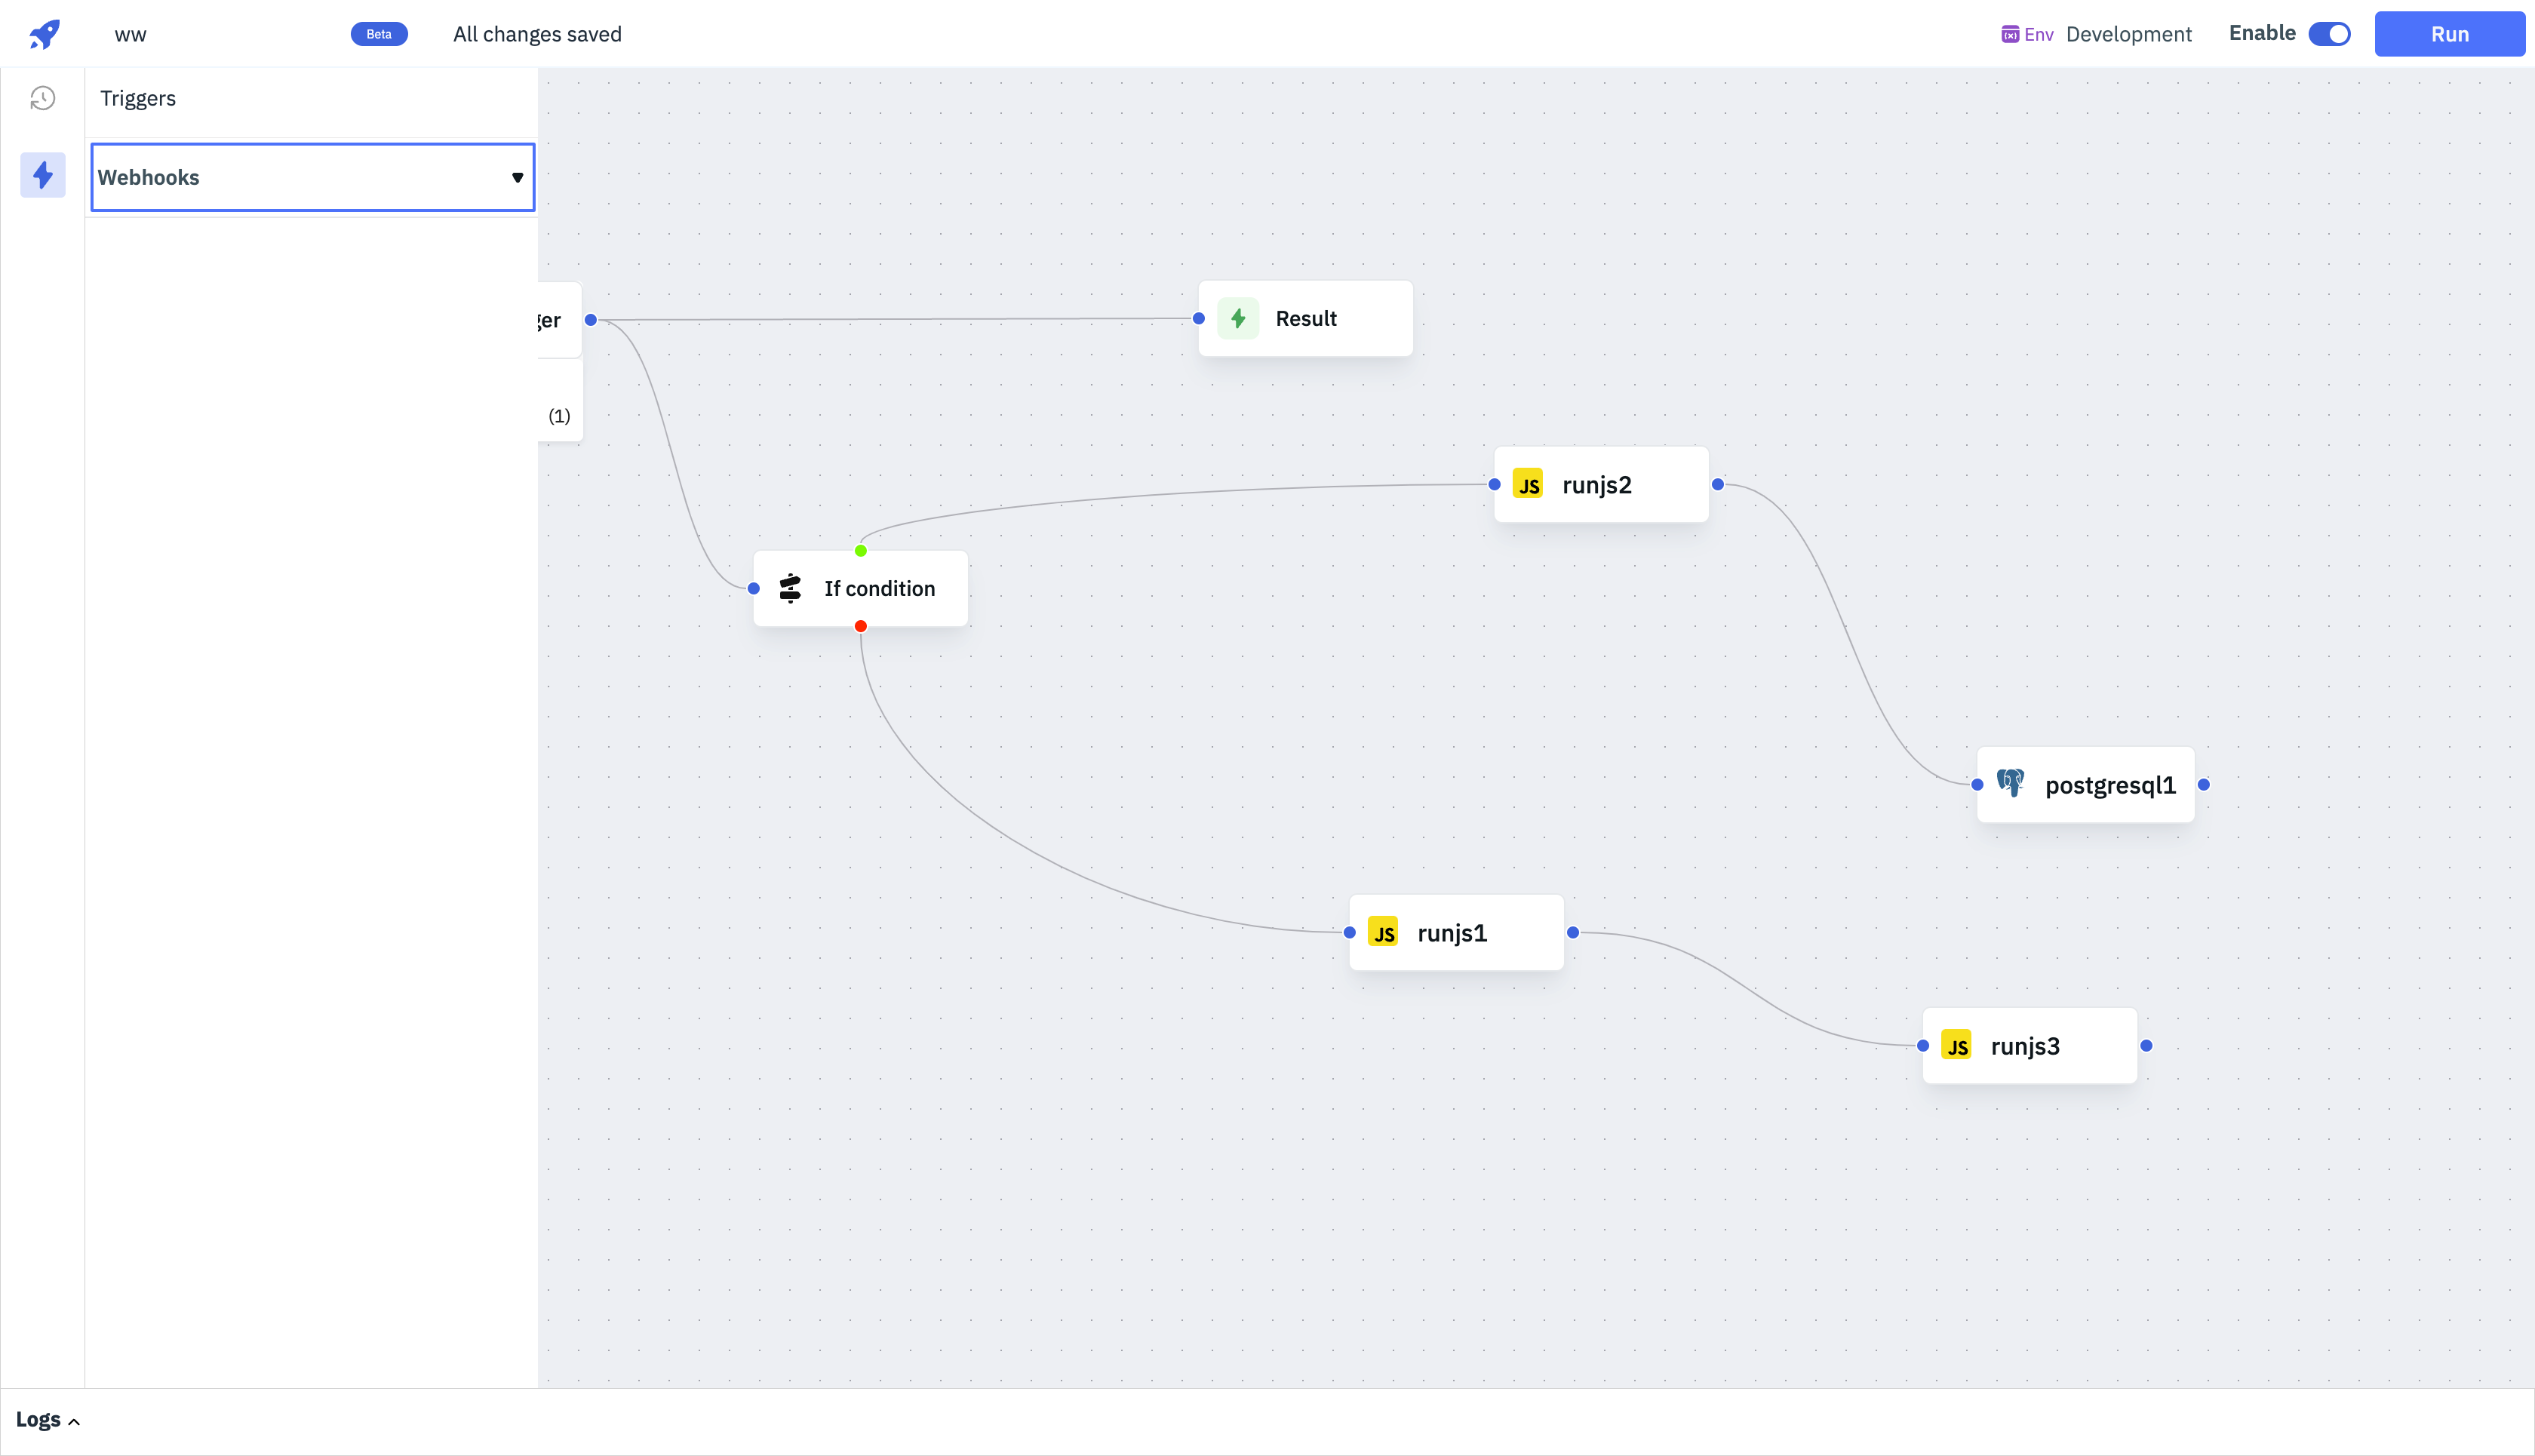 ww
Beta
All changes saved
Env
Development
Enable
Run
Triggers
Webhooks
ger
(1)
Result
JS runjs2
If condition
postgresql1
JS runjs1
JS runjs3
Logs